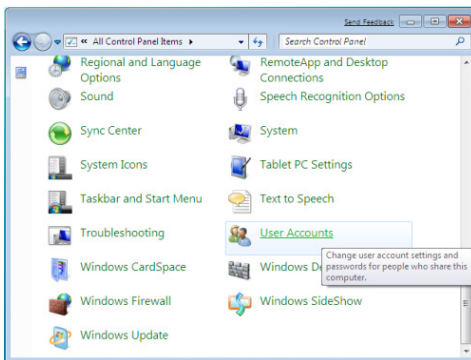 Send Feedback
« All Control Panel Items
Search Control Panel
Regional and Language Options
RemoteApp and Desktop Connections
Sound
Speech Recognition Options
Sync Center
System
System Icons
Tablet PC Settings
Taskbar and Start Menu
Text to Speech
Troubleshooting
User Accounts
Change user account settings and
passwords for people who share this
computer.
Windows CardSpace
Windows
Windows Firewall
Windows SideShow
Windows Update